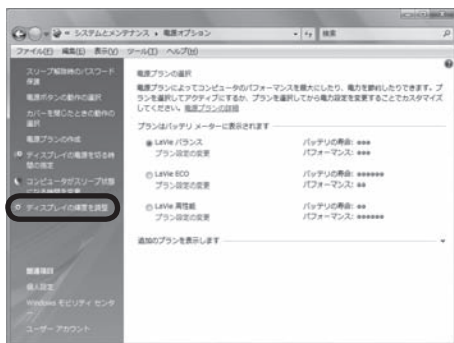 システムとメンテナンス ▸ 電源オプション
検索
ファイル(F) 編集(E) 表示(V) ツール(T) ヘルプ(H)
スリープ解除時のパスワード保護
電源ボタンの動作の選択
カバーを閉じたときの動作の選択
電源プランの作成
ディスプレイの電源を切る時間の指定
コンピュータがスリープ状態になる時間を変更
ディスプレイの輝度を調整
関連項目
個人設定
Windows モビリティ センター
ユーザー アカウント
電源プランの選択
電源プランによってコンピュータのパフォーマンスを最大にしたり、電力を節約したりできます。プランを選択してアクティブにするか、プランを選択してから電力設定を変更することでカスタマイズしてください。電源プランの詳細
プランはバッテリ メーターに表示されます
LaVie バランス バッテリの寿命:
プラン設定の変更 パフォーマンス:
LaVie ECO バッテリの寿命:
プラン設定の変更 パフォーマンス:
LaVie 高性能 バッテリの寿命:
プラン設定の変更 パフォーマンス:
追加のプランを表示します